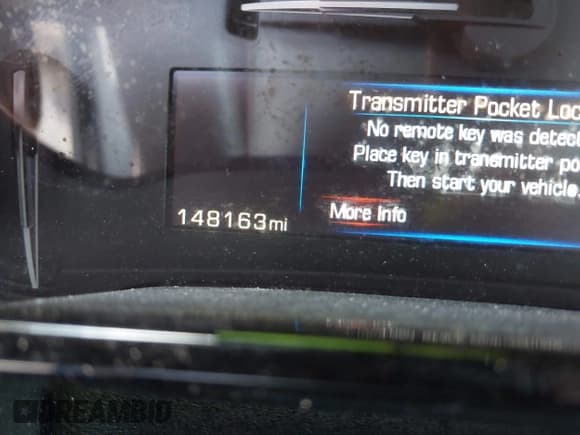 Transmitter Pocket Loc
No remote key was detec
Place key in transmitter po
Then start your vehicle.
More Info
148163mi
DREAMBID